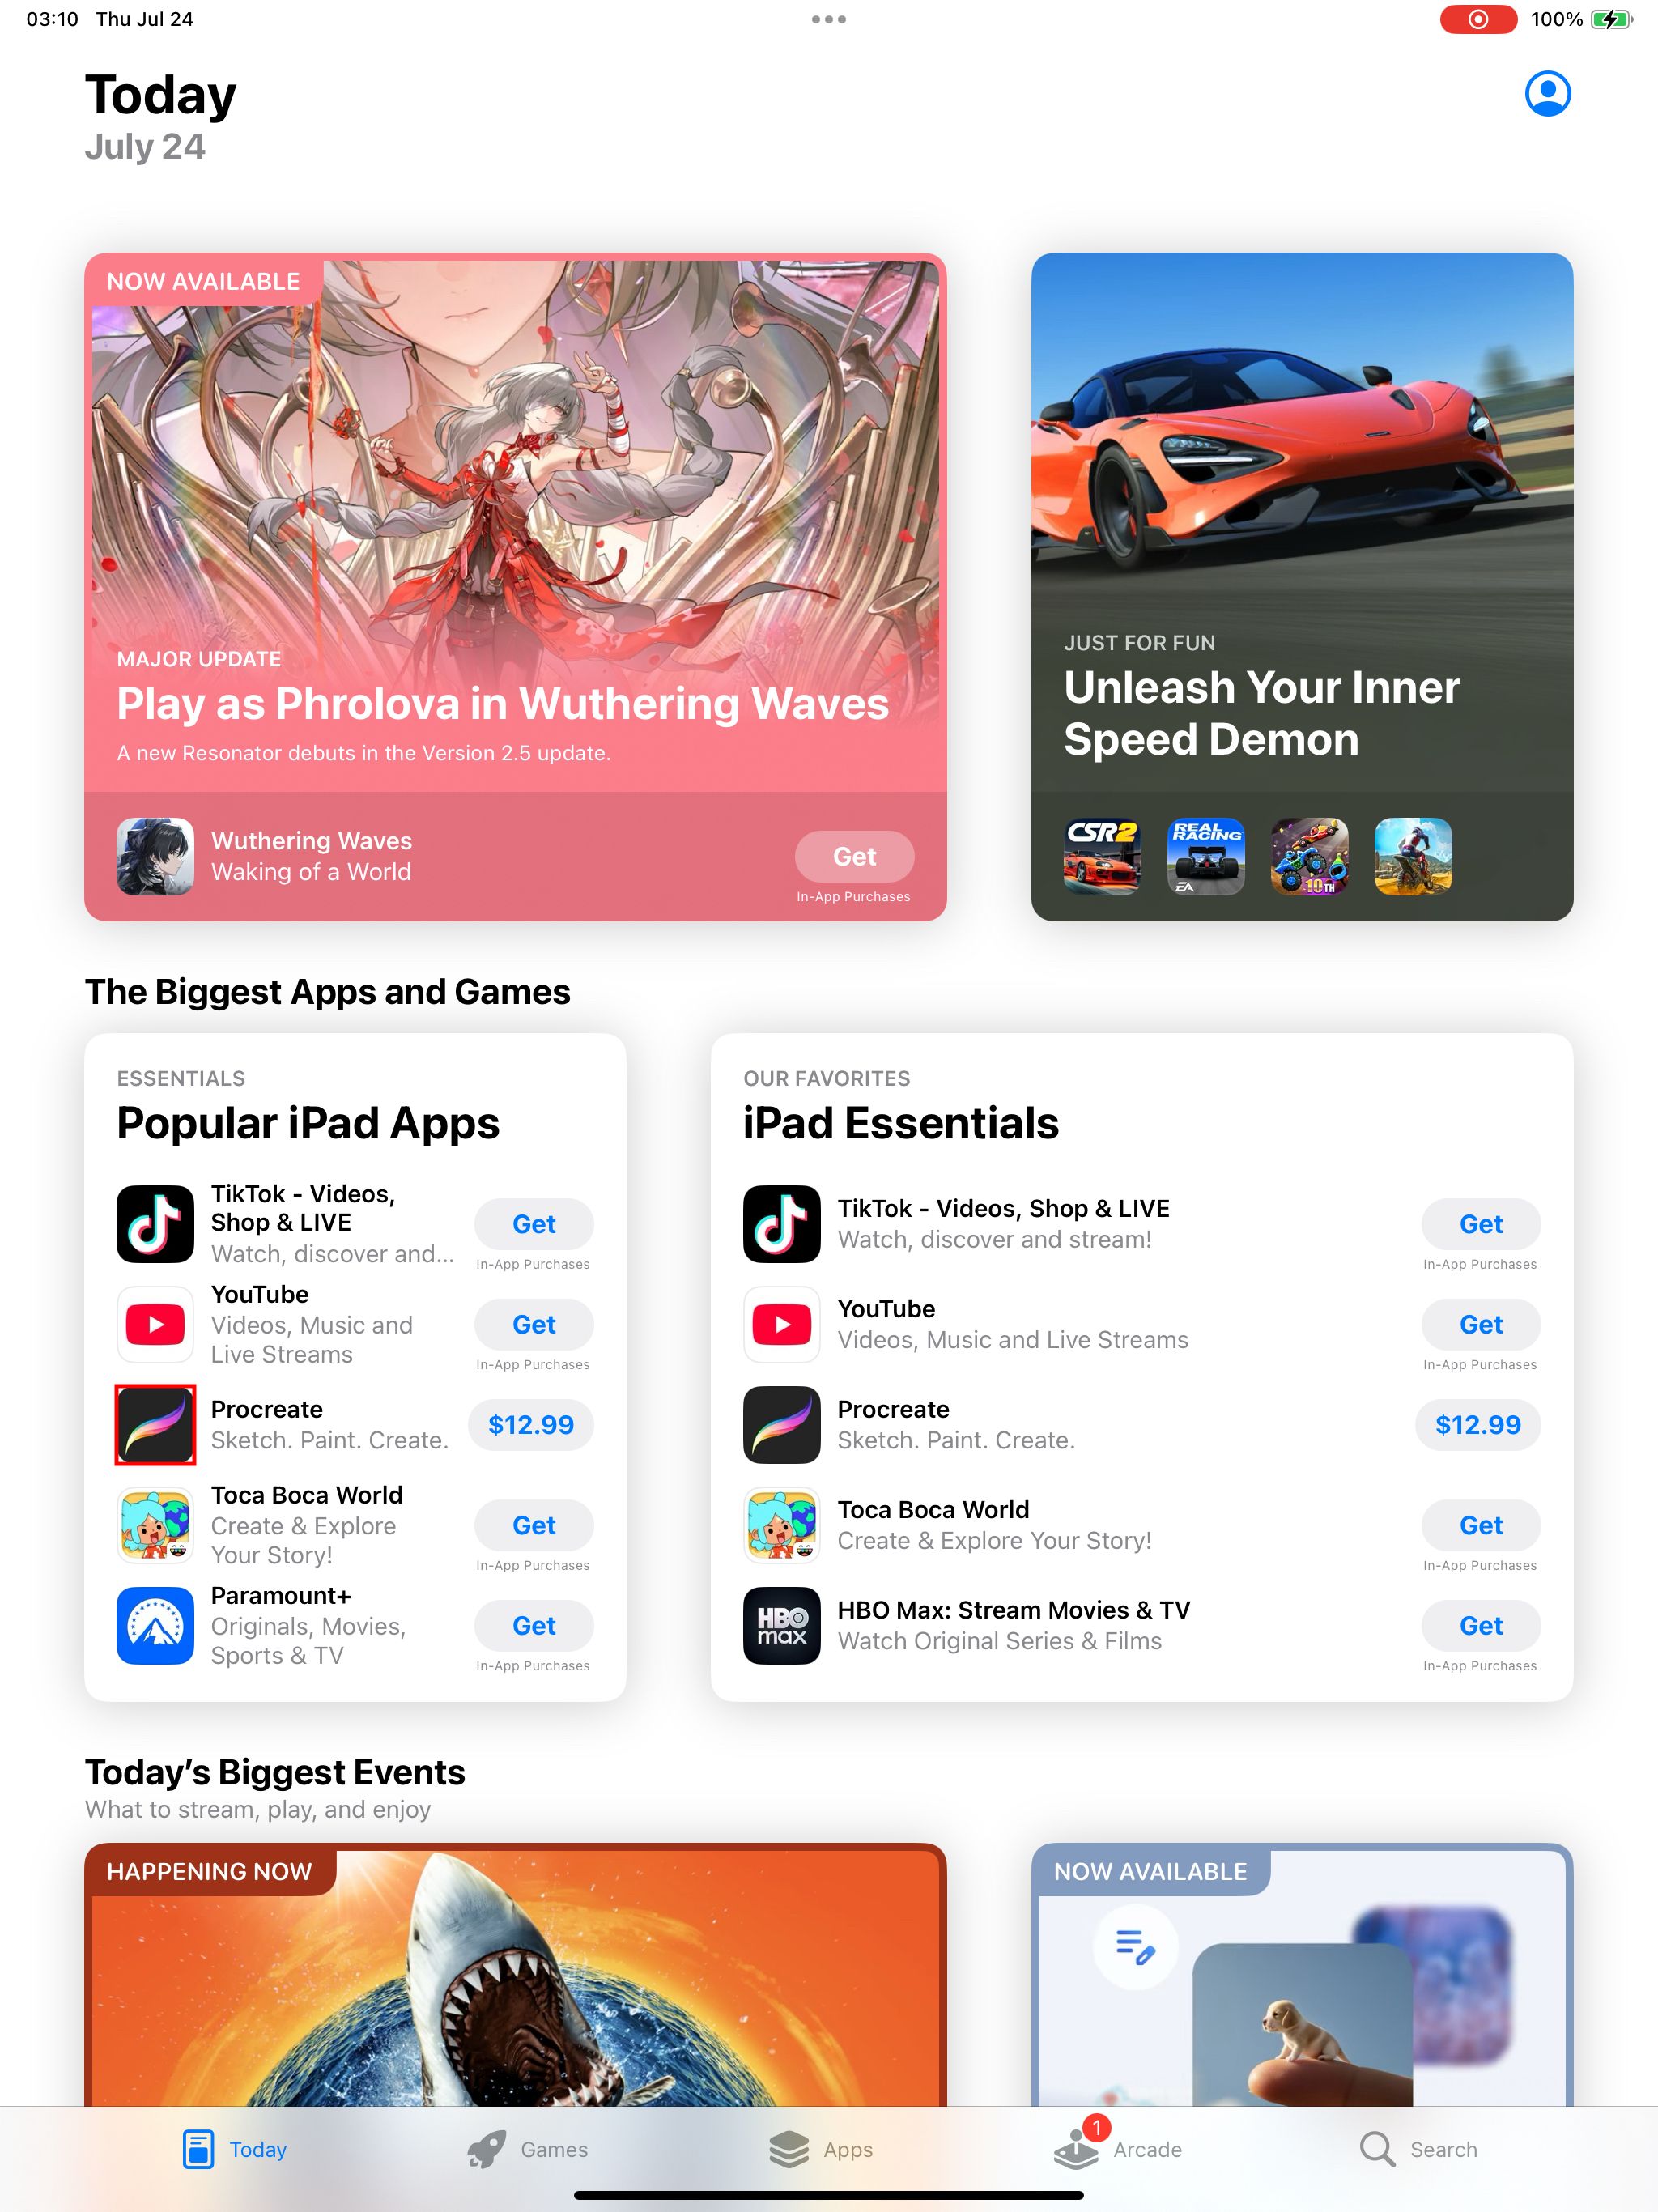 03:10 Thu Jul 24
100%
Today
July 24
NOW AVAILABLE
MAJOR UPDATE
Play as Phrolova in Wuthering Waves
A new Resonator debuts in the Version 2.5 update.
Wuthering Waves
Waking of a World
Get
In-App Purchases
JUST FOR FUN
Unleash Your Inner
Speed Demon
CSR2
REAL
RACING
EA
10TH
The Biggest Apps and Games
ESSENTIALS
Popular iPad Apps
TikTok - Videos,
Shop & LIVE
Watch, discover and...
Get
In-App Purchases
YouTube
Videos, Music and
Live Streams
Get
In-App Purchases
Procreate
Sketch. Paint. Create.
$12.99
Toca Boca World
Create & Explore
Your Story!
Get
In-App Purchases
Paramount+
Originals, Movies,
Sports & TV
Get
In-App Purchases
OUR FAVORITES
iPad Essentials
TikTok - Videos, Shop & LIVE
Watch, discover and stream!
Get
In-App Purchases
YouTube
Videos, Music and Live Streams
Get
In-App Purchases
Procreate
Sketch. Paint. Create.
$12.99
Toca Boca World
Create & Explore Your Story!
Get
In-App Purchases
HBO
max
HBO Max: Stream Movies & TV
Watch Original Series & Films
Get
In-App Purchases
Today’s Biggest Events
What to stream, play, and enjoy
HAPPENING NOW
NOW AVAILABLE
Today
Games
Apps
1
Arcade
Search